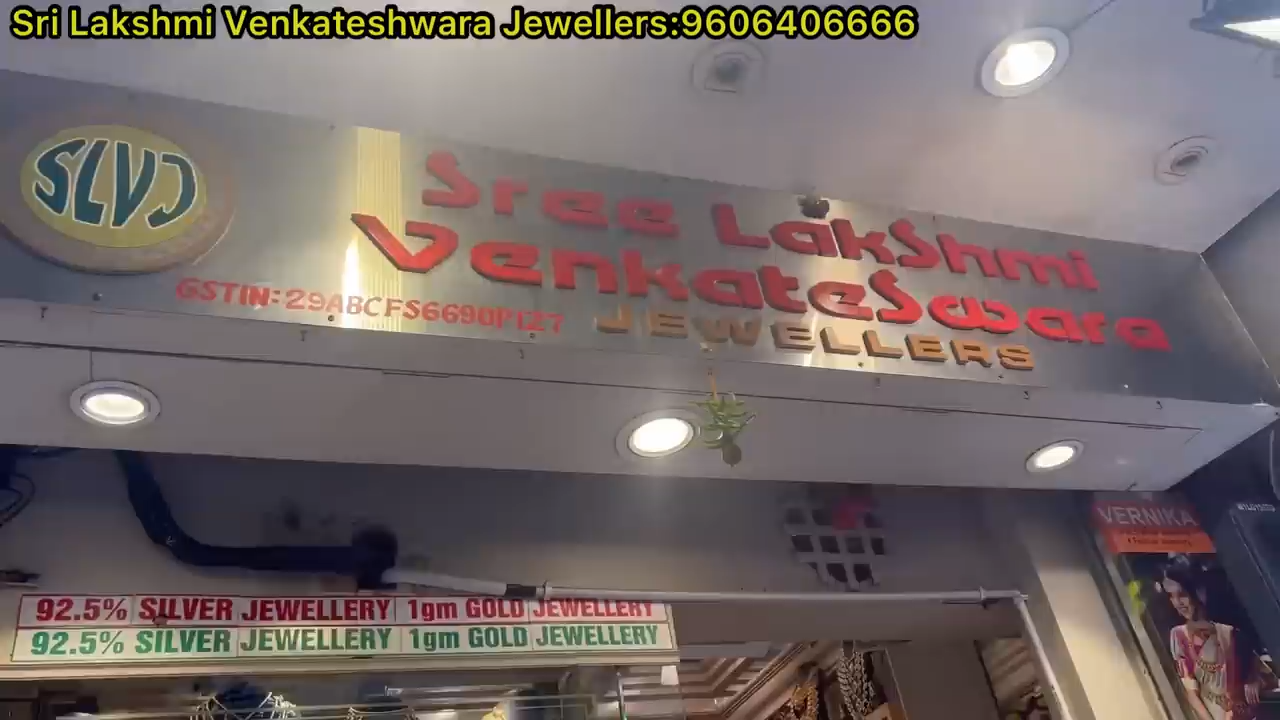 Sri Lakshmi Venkateshwara Jewellers:9606406666
SLVJ
Sree Lakshmi
Venkateswara
GSTIN:29ABCFS6690P1Z7
JEWELLERS
VERNIKA
92.5% SILVER JEWELLERY 1gm GOLD JEWELLERY
92.5% SILVER JEWELLERY 1gm GOLD JEWELLERY